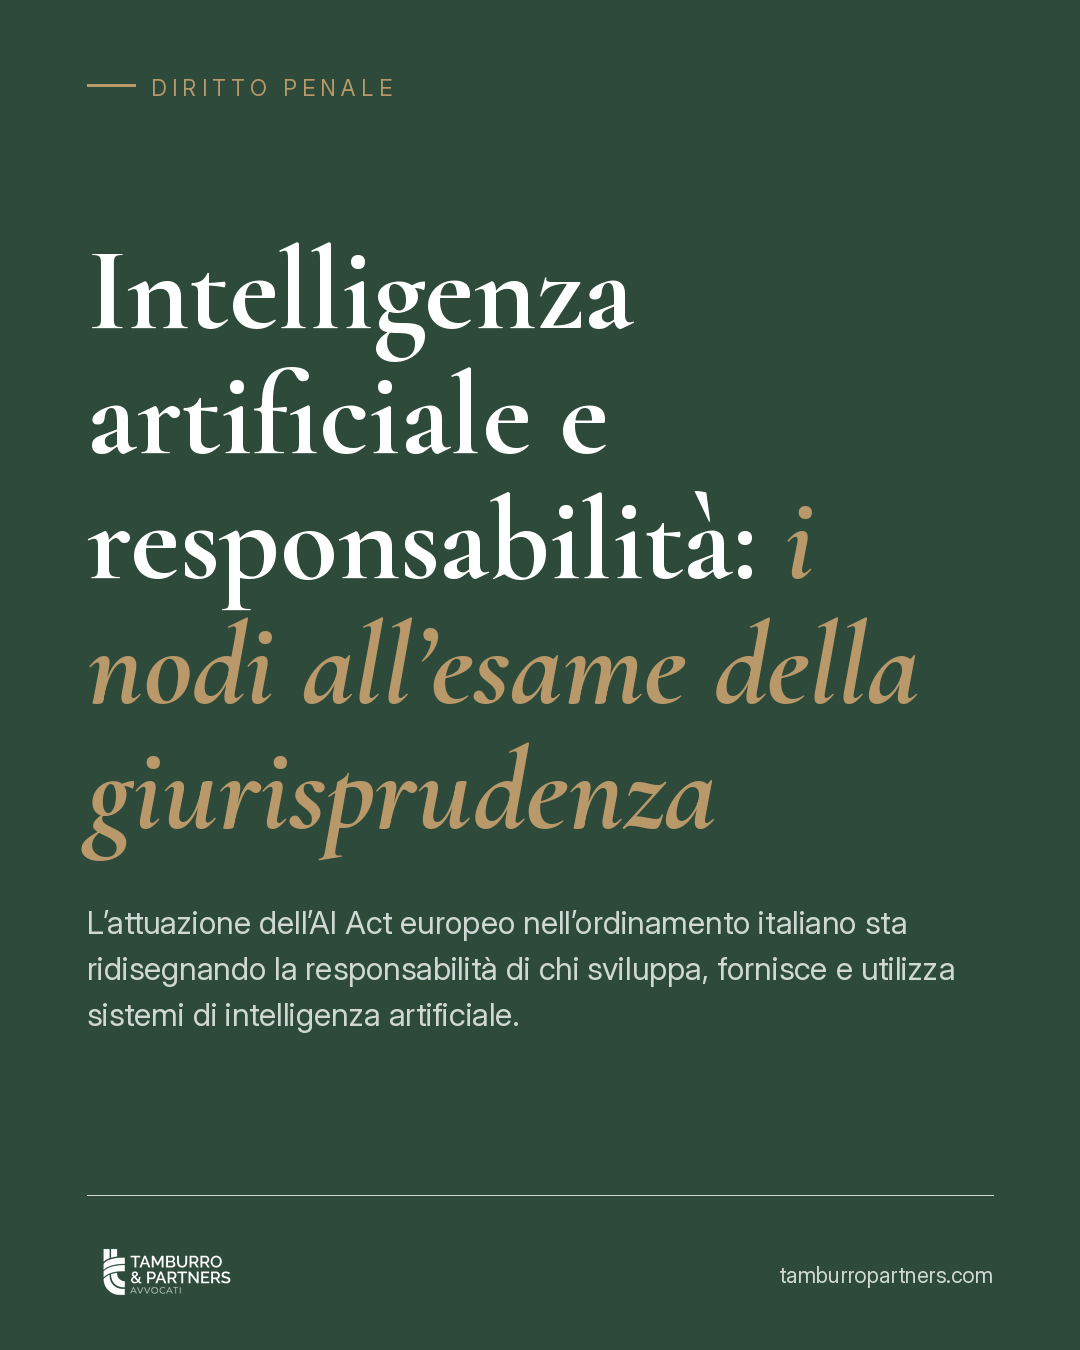 DIRITTO PENALE
Intelligenza
artificiale e
responsabilità: i
nodi all’esame della
giurisprudenza
L’attuazione dell’AI Act europeo nell’ordinamento italiano sta
ridisegnando la responsabilità di chi sviluppa, fornisce e utilizza
sistemi di intelligenza artificiale.
TAMBURRO
& PARTNERS
AVVOCATI
tamburropartners.com